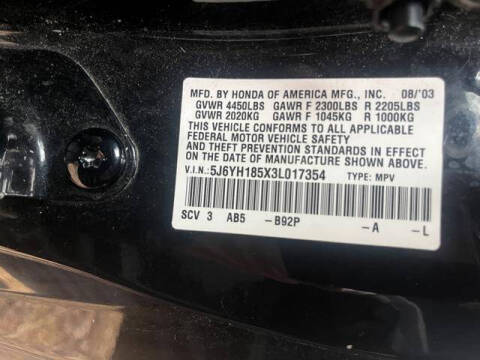 MFD. BY HONDA OF AMERICA MFG., INC. 08/'03
GVWR 4450LBS GAWR F 2300LBS R 2205LBS
GVWR 2020KG GAWR F 1045KG R 1000KG
THIS VEHICLE CONFORMS TO ALL APPLICABLE
FEDERAL MOTOR VEHICLE SAFETY
AND THEFT PREVENTION STANDARDS IN EFFECT
ON THE DATE OF MANUFACTURE SHOWN ABOVE.
V.I.N.: 5J6YH185X3L017354 TYPE: MPV
SCV 3 AB5 -B92P -A -L